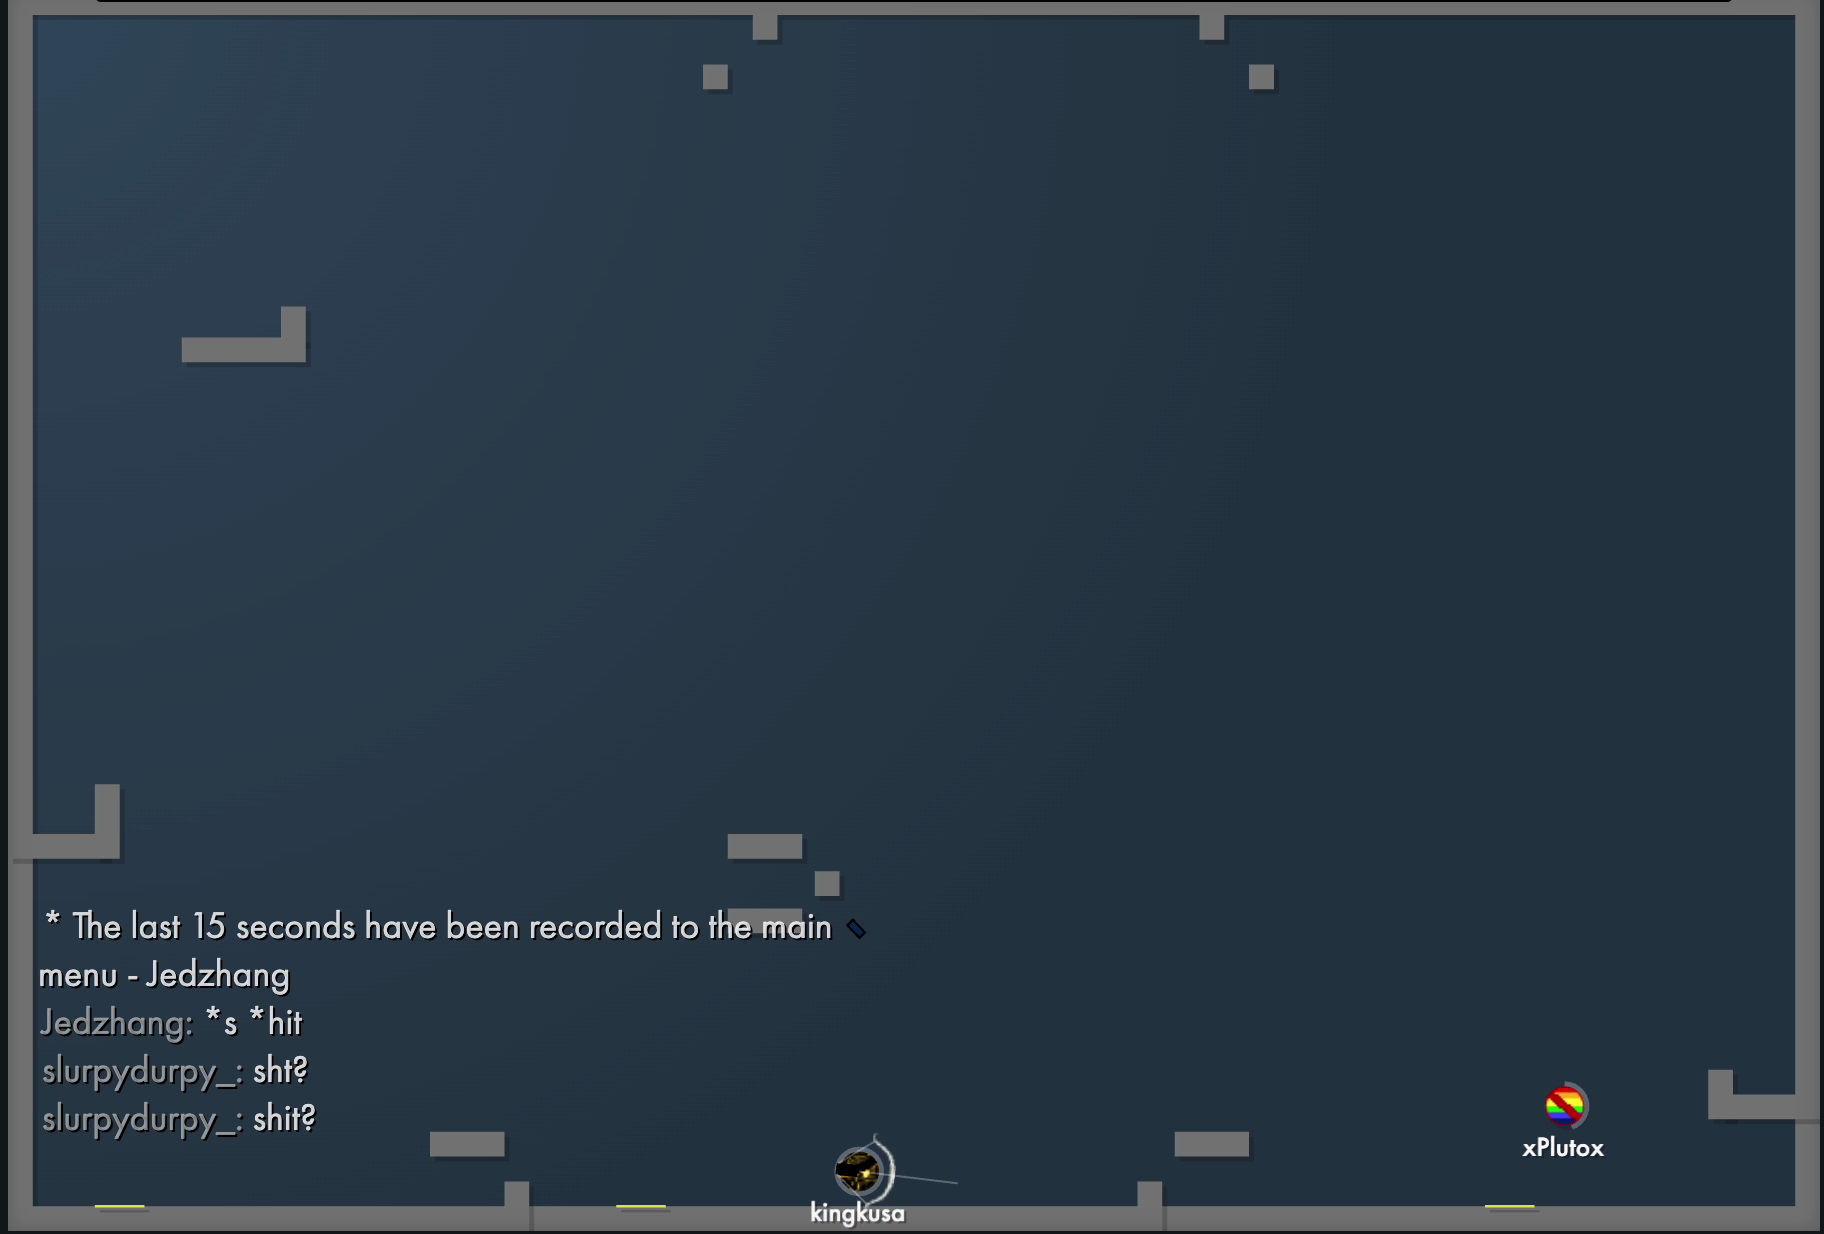 * The last 15 seconds have been recorded to the main
menu - Jedzhang
Jedzhang: *s *hit
slurpydurpy_: sht?
slurpydurpy_: shit?
xPlutox
kingkusa